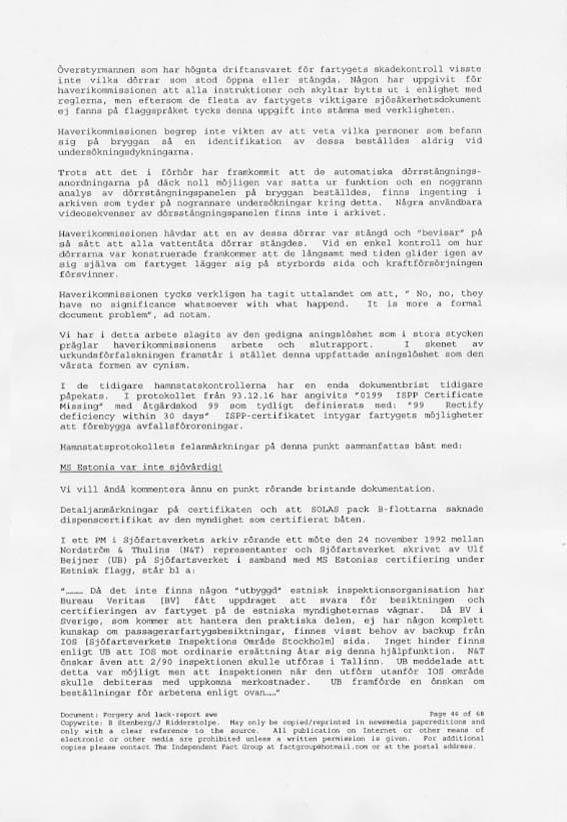 Överstyrmannen som har högsta driftansvaret för fartygets skadekontroll visste
inte vilka dörrar som stod öppna eller stängda. Någon har uppgivit för
haverikommissionen att alla instruktioner och skyltar bytts ut i enlighet med
reglerna, men eftersom de flesta av fartygets viktigare sjösäkerhetsdokument
ej fanns på flaggspråket tycks denna uppgift inte stämma med verkligheten.
Haverikommissionen begrep inte vikten av att veta vilka personer som befann
sig på bryggan så en identifikation av dessa beställdes aldrig vid
undersökningsdykningarna.
Trots att det i förhör har framkommit att de automatiska dörrstängnings-
anordningarna på däck noll möjligen var satta ur funktion och en noggrann
analys av dörrstängningspanelen på bryggan beställdes, finns ingenting i
arkiven som tyder på nogrannare undersökningar kring detta. Några användbara
videosekvenser av dörrstängningspanelen finns inte i arkivet.
Haverikommissionen hävdar att en av dessa dörrar var stängd och "bevisar" på
så sätt att alla vattentäta dörrar stängdes. Vid en enkel kontroll om hur
dörrarna var konstruerade framkommer att de långsamt med tiden glider igen av
sig själva om fartyget lägger sig på styrbords sida och kraftförsörjningen
försvinner.
Haverikommissionen tycks verkligen ha tagit uttalandet om att, " No, no, they
have no significance whatsoever with what happend. It is more a formal
document problem", ad notam.
Vi har i detta arbete slagits av den gedigna aningslöshet som i stora stycken
präglar haverikommissionens arbete och slutrapport. I skenet av
urkundsförfalskningen framstår i stället denna uppfattade aningslöshet som den
värsta formen av cynism.
I de tidigare hamnstatskontrollerna har en enda dokumentbrist tidigare
påpekats. I protokollet från 93.12.16 har angivits "0199 ISPP Certificate
Missing" med åtgärdskod 99 som tydligt definierats med: "99 Rectify
deficiency within 30 days" ISPP-certifikatet intygar fartygets möjligheter
att förebygga avfallsföroreningar.
Hamnstatsprotokollets felanmärkningar på denna punkt sammanfattas bäst med:
MS Estonia var inte sjövärdig!
Vi vill ändå kommentera ännu en punkt rörande bristande dokumentation.
Detaljanmärkningar på certifikaten och att SOLAS pack B-flottarna saknade
dispenscertifikat av den myndighet som certifierat båten.
I ett PM i Sjöfartsverkets arkiv rörande ett möte den 24 november 1992 mellan
Nordström & Thulins (N&T) representanter och Sjöfartsverket skrivet av Ulf
Beijner (UB) på Sjöfartsverket i samband med MS Estonias certifiering under
Estnisk flagg, står bl a:
"……… Då det inte finns någon "utbyggd" estnisk inspektionsorganisation har
Bureau Veritas [BV] fått uppdraget att svara för besiktningen och
certifieringen av fartyget på de estniska myndigheternas vägnar. Då BV i
Sverige, som kommer att hantera den praktiska delen, ej har någon komplett
kunskap om passagerarfartygsbesiktningar, finnes visst behov av backup från
IOS [Sjöfartsverkets Inspektions Område Stockholm] sida. Inget hinder finns
enligt UB att IOS mot ordinarie ersättning åtar sig denna hjälpfunktion. N&T
önskar även att 2/90 inspektionen skulle utföras i Tallinn. UB meddelade att
detta var möjligt men att inspektionen när den utförs utanför IOS område
skulle debiteras med uppkomna merkostnader. UB framförde en önskan om
beställningar för arbetena enligt ovan……"
Document: Forgery and lack-report swe Page 46 of 68
Copywrite: B Stenberg/J Ridderstolpe. May only be copied/reprinted in newsmedia papereditions and
only with a clear reference to the source. All publication on Internet or other means of
electronic or other media are prohibited unless a written permission is given. For additional
copies please contact The Independent Fact Group at factgroup@hotmail.com or at the postal address.